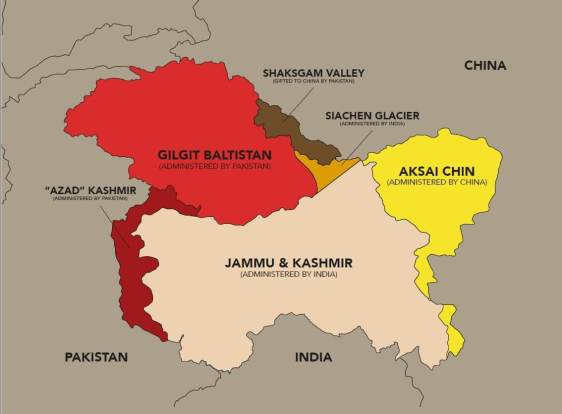 CHINA
SHAKSGAM VALLEY
(GIFTED TO CHINA BY PAKISTAN)
SIACHEN GLACIER
(ADMINISTERED BY INDIA)
GILGIT BALTISTAN
(ADMINISTERED BY PAKISTAN)
AKSAI CHIN
(ADMINISTERED BY CHINA)
“AZAD” KASHMIR
(ADMINISTERED BY PAKISTAN)
JAMMU & KASHMIR
(ADMINISTERED BY INDIA)
PAKISTAN
INDIA